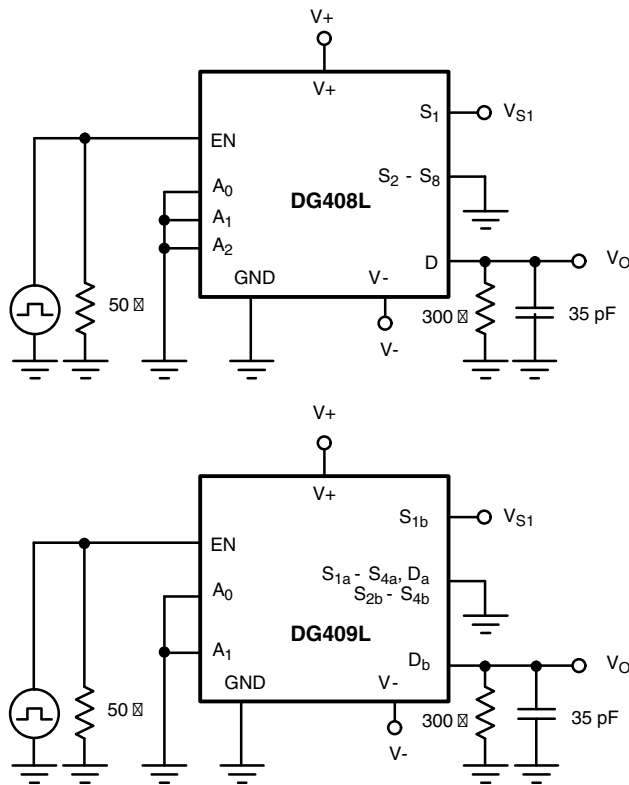 V+
V+
S1
VS1
EN
S2 - S8
A0
DG408L
A1
A2
D
VO
GND
V-
50 
300 
35 pF
V-
V+
V+
S1b
VS1
EN
S1a - S4a, Da
S2b - S4b
A0
DG409L
A1
Db
VO
GND
V-
50 
300 
35 pF
V-